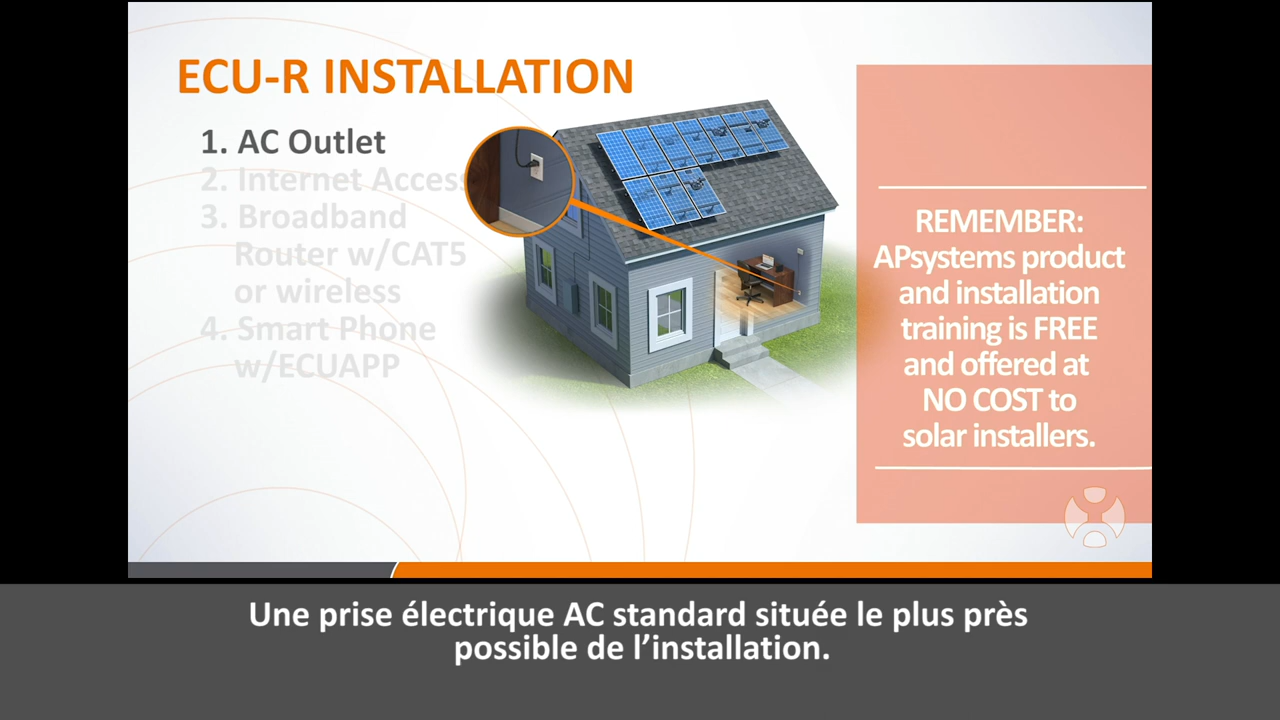 ECU-R INSTALLATION
1. AC Outlet
2. Internet Access
3. Broadband
Router w/CAT5
or wireless
4. Smart Phone
w/ECUAPP
REMEMBER:
APsystems product
and installation
training is FREE
and offered at
NO COST to
solar installers.
Une prise électrique AC standard située le plus près
possible de l’installation.